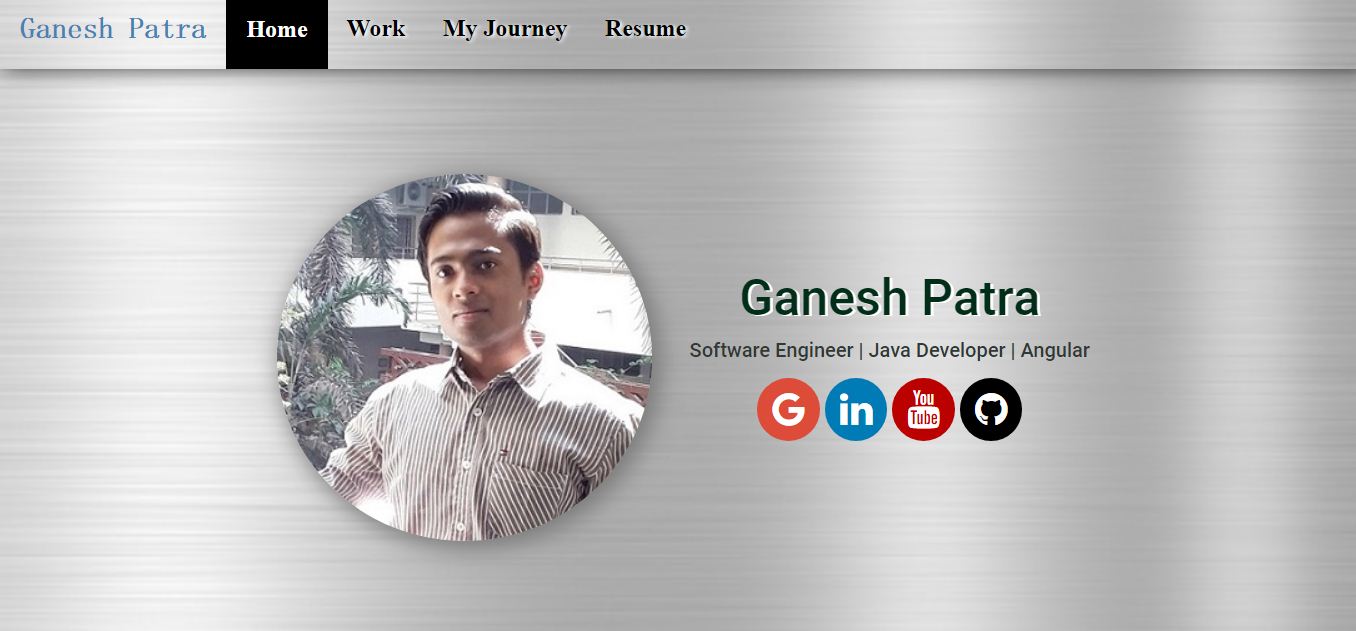 Ganesh Patra Home Work My Journey Resume
Ganesh Patra
Software Engineer | Java Developer | Angular
G in You Tube